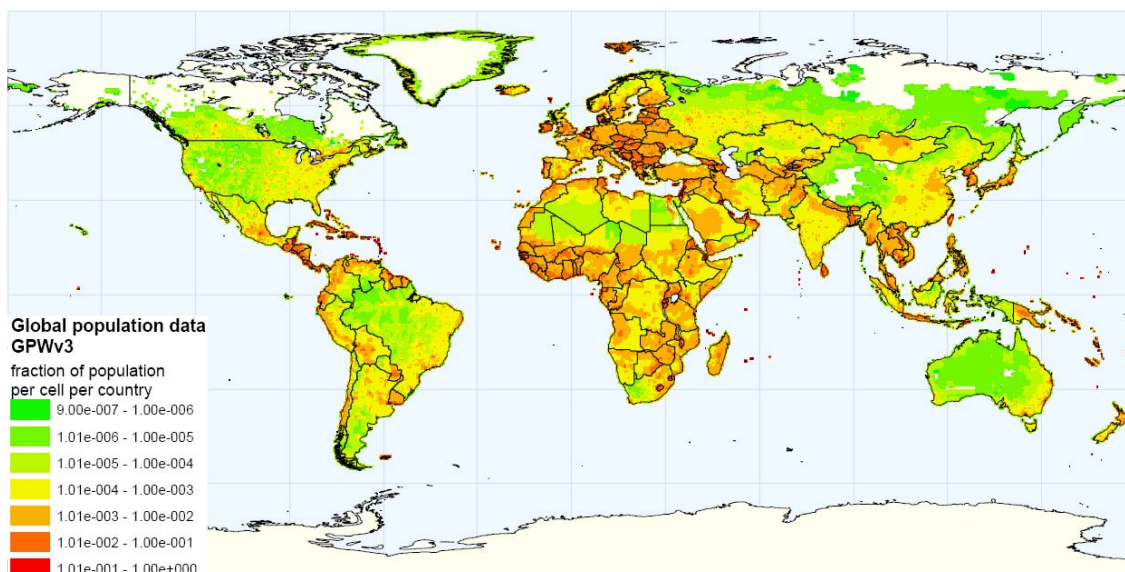 Global population data
GPWv3
fraction of population
per cell per country
9.00e-007 - 1.00e-006
1.01e-006 - 1.00e-005
1.01e-005 - 1.00e-004
1.01e-004 - 1.00e-003
1.01e-003 - 1.00e-002
1.01e-002 - 1.00e-001
1.01e-001 - 1.00e+000